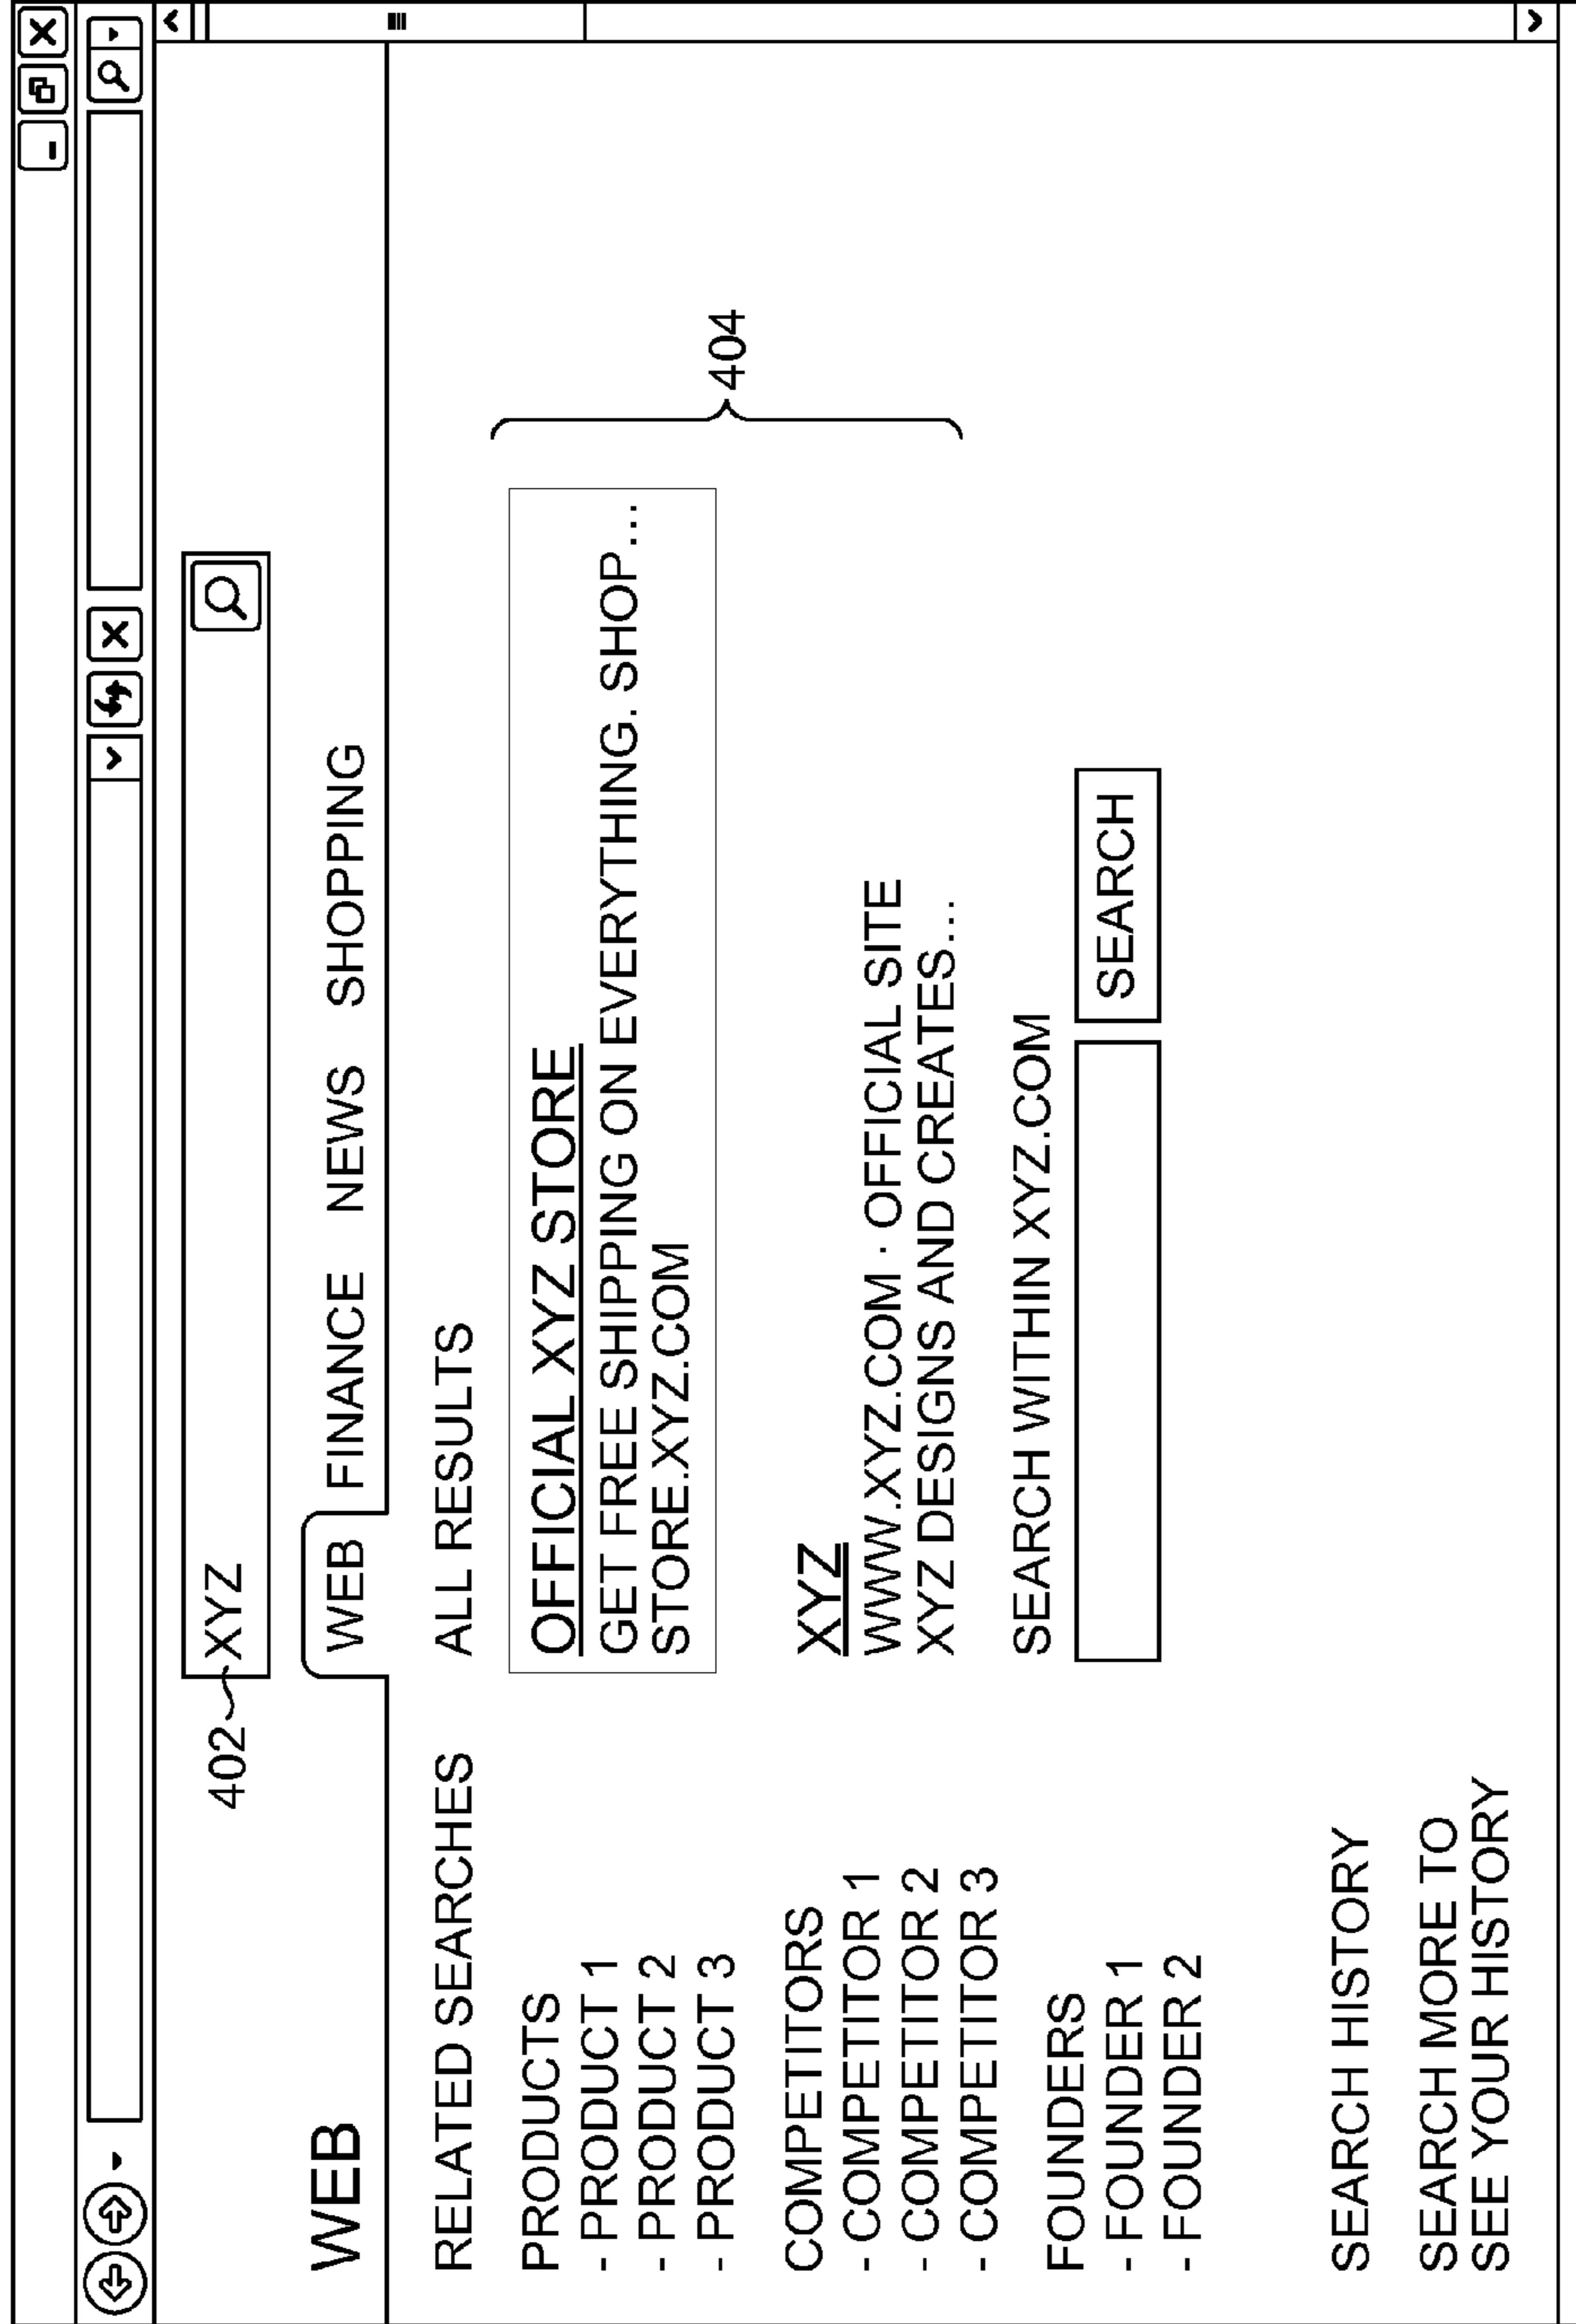 402
XYZ
WEB
WEB FINANCE NEWS SHOPPING
RELATED SEARCHES
PRODUCTS
- PRODUCT 1
- PRODUCT 2
- PRODUCT 3
COMPETITORS
- COMPETITOR 1
- COMPETITOR 2
- COMPETITOR 3
FOUNDERS
- FOUNDER 1
- FOUNDER 2
SEARCH HISTORY
SEARCH MORE TO
SEE YOUR HISTORY
ALL RESULTS
OFFICIAL XYZ STORE
GET FREE SHIPPING ON EVERYTHING. SHOP...
STORE.XYZ.COM
XYZ
WWW.XYZ.COM · OFFICIAL SITE
XYZ DESIGNS AND CREATES...
SEARCH WITHIN XYZ.COM
SEARCH
404